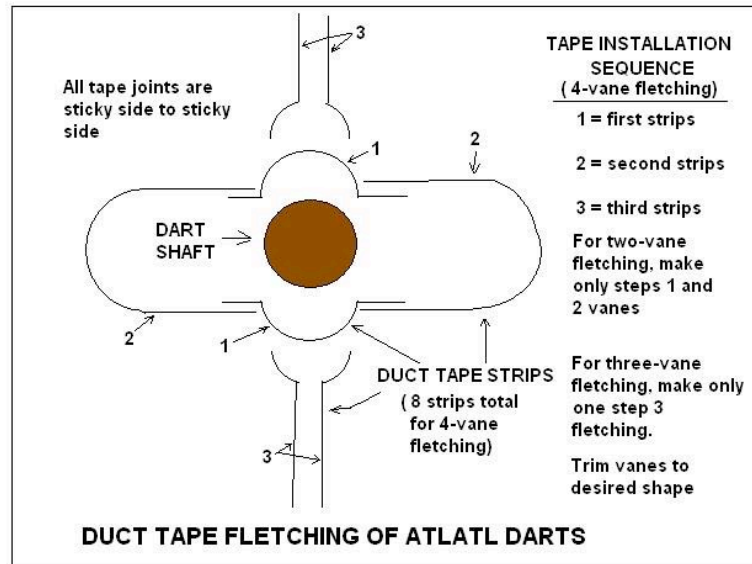 3
All tape joints are
sticky side to sticky
side
1
2
DART
SHAFT
2
1
DUCT TAPE STRIPS
( 8 strips total
for 4-vane
fletching)
3
TAPE INSTALLATION
SEQUENCE
( 4-vane fletching)
1 = first strips
2 = second strips
3 = third strips
For two-vane
fletching, make
only steps 1 and
2 vanes
For three-vane
fletching, make only
one step 3
fletching.
Trim vanes to
desired shape
DUCT TAPE FLETCHING OF ATLATL DARTS